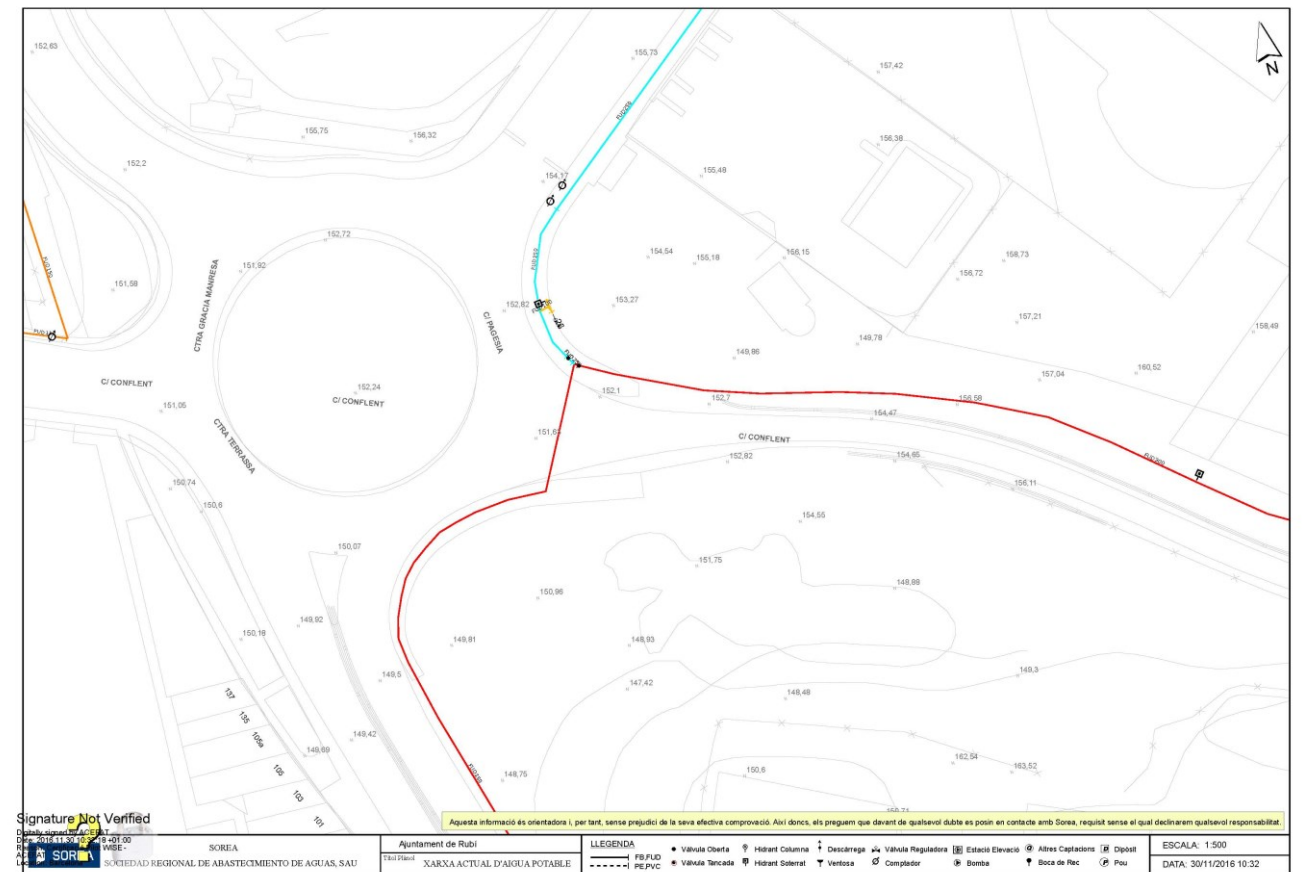 152,63
155,73
157,42
N
FUD200
155,75
156,32
156,38
152,2
154,17
155,48
152,72
154,54
155,18
156,15
158,73
151,92
156,72
151,58
CTRA GRACIA MANRESA
152,82
153,27
C/ PAGESIA
26
157,21
158,49
149,86
149,78
C/ CONFLENT
152,24
C/ CONFLENT
152,1
152,7
157,04
160,52
156,58
151,05
154,47
CTRA TERRASSA
C/ CONFLENT
152,82
154,65
150,74
156,11
150,6
154,55
150,07
151,75
148,88
150,96
149,92
150,18
149,81
148,93
149,5
147,42
148,48
149,3
137
135
105a
105
103
101
149,42
149,69
148,75
150,6
162,54
163,52
Signature Not Verified
Aquesta informació és orientadora i, per tant, sense prejudici de la seva efectiva comprovació. Així doncs, els preguem que davant de qualsevol dubte es posin en contacte amb Sorea, requisit sense el qual declinarem qualsevol responsabilitat.
SOREA
SOREA
SOCIEDAD REGIONAL DE ABASTECIMIENTO DE AGUAS, SAU
Ajuntament de Rubí
Títol Plànol
XARXA ACTUAL D'AIGUA POTABLE
LLEGENDA
FB,FUD
PE,PVC
Vàlvula Oberta
Vàlvula Tancada
Hidrant Columna
Hidrant Soterrat
Descàrrega
Ventosa
Vàlvula Reguladora
Comptador
Estació Elevació
Bomba
Altres Captacions
Boca de Rec
Dipòsit
Pou
ESCALA: 1:500
DATA: 30/11/2016 10:32